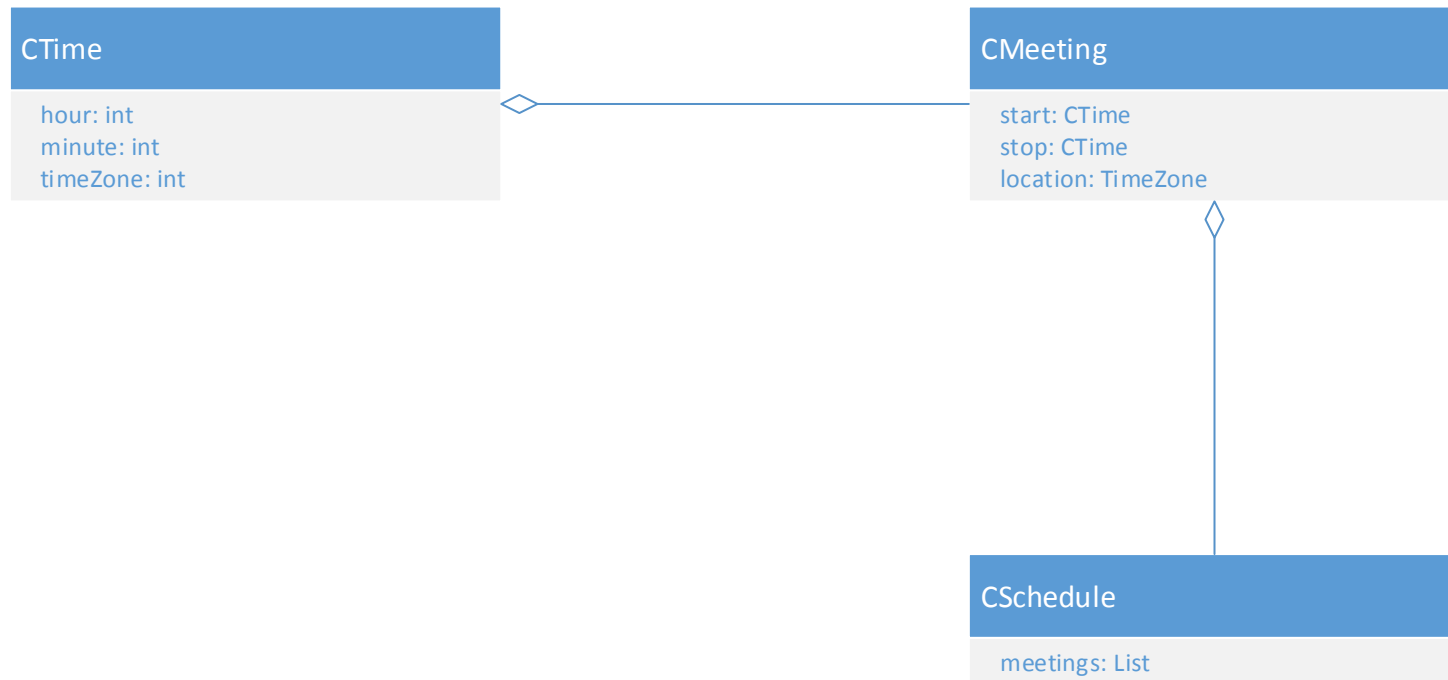 CTime
hour: int
minute: int
timeZone: int
CMeeting
start: CTime
stop: CTime
location: TimeZone
CSchedule
meetings: List